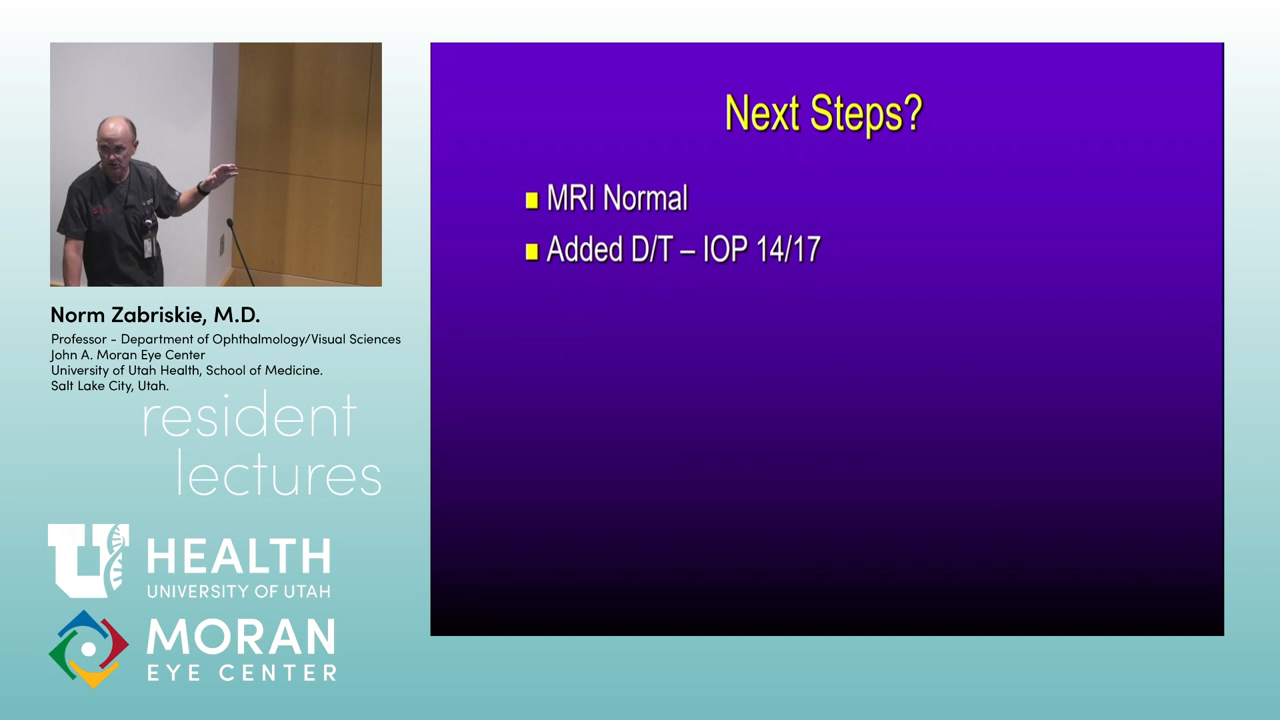 Next Steps?
MRI Normal
Added D/T – IOP 14/17
Norm Zabriskie, M.D.
Professor - Department of Ophthalmology/Visual Sciences
John A. Moran Eye Center
University of Utah Health, School of Medicine.
Salt Lake City, Utah.
resident
lectures
U
HEALTH
UNIVERSITY OF UTAH
MORAN
EYE CENTER